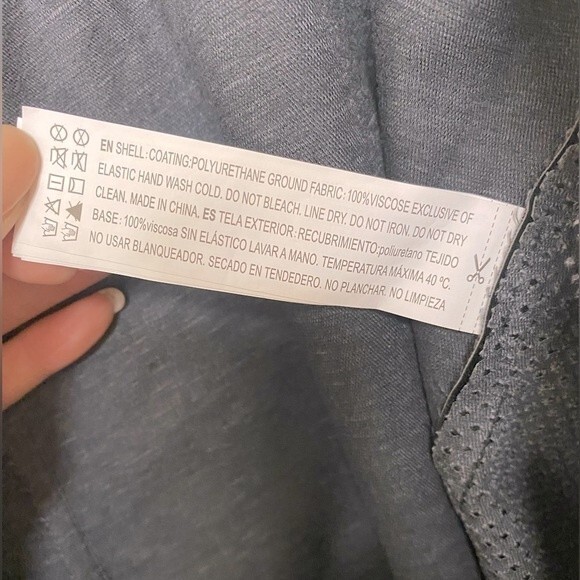 EN SHELL:COATING:POLYURETHANE GROUND FABRIC: 100%VISCOSE EXCLUSIVE OF
ELASTIC HAND WASH COLD. DO NOT BLEACH. LINE DRY. DO NOT IRON. DO NOT DRY
CLEAN. MADE IN CHINA. ES TELA EXTERIOR: RECUBRIMIENTO:poliuretano TEJIDO
BASE: 100%viscosa SIN ELÁSTICO LAVAR A MANO. TEMPERATURA MÁXIMA 40 ºC.
NO USAR BLANQUEADOR. SECADO EN TENDEDERO. NO PLANCHAR. NO LIMPIEZA